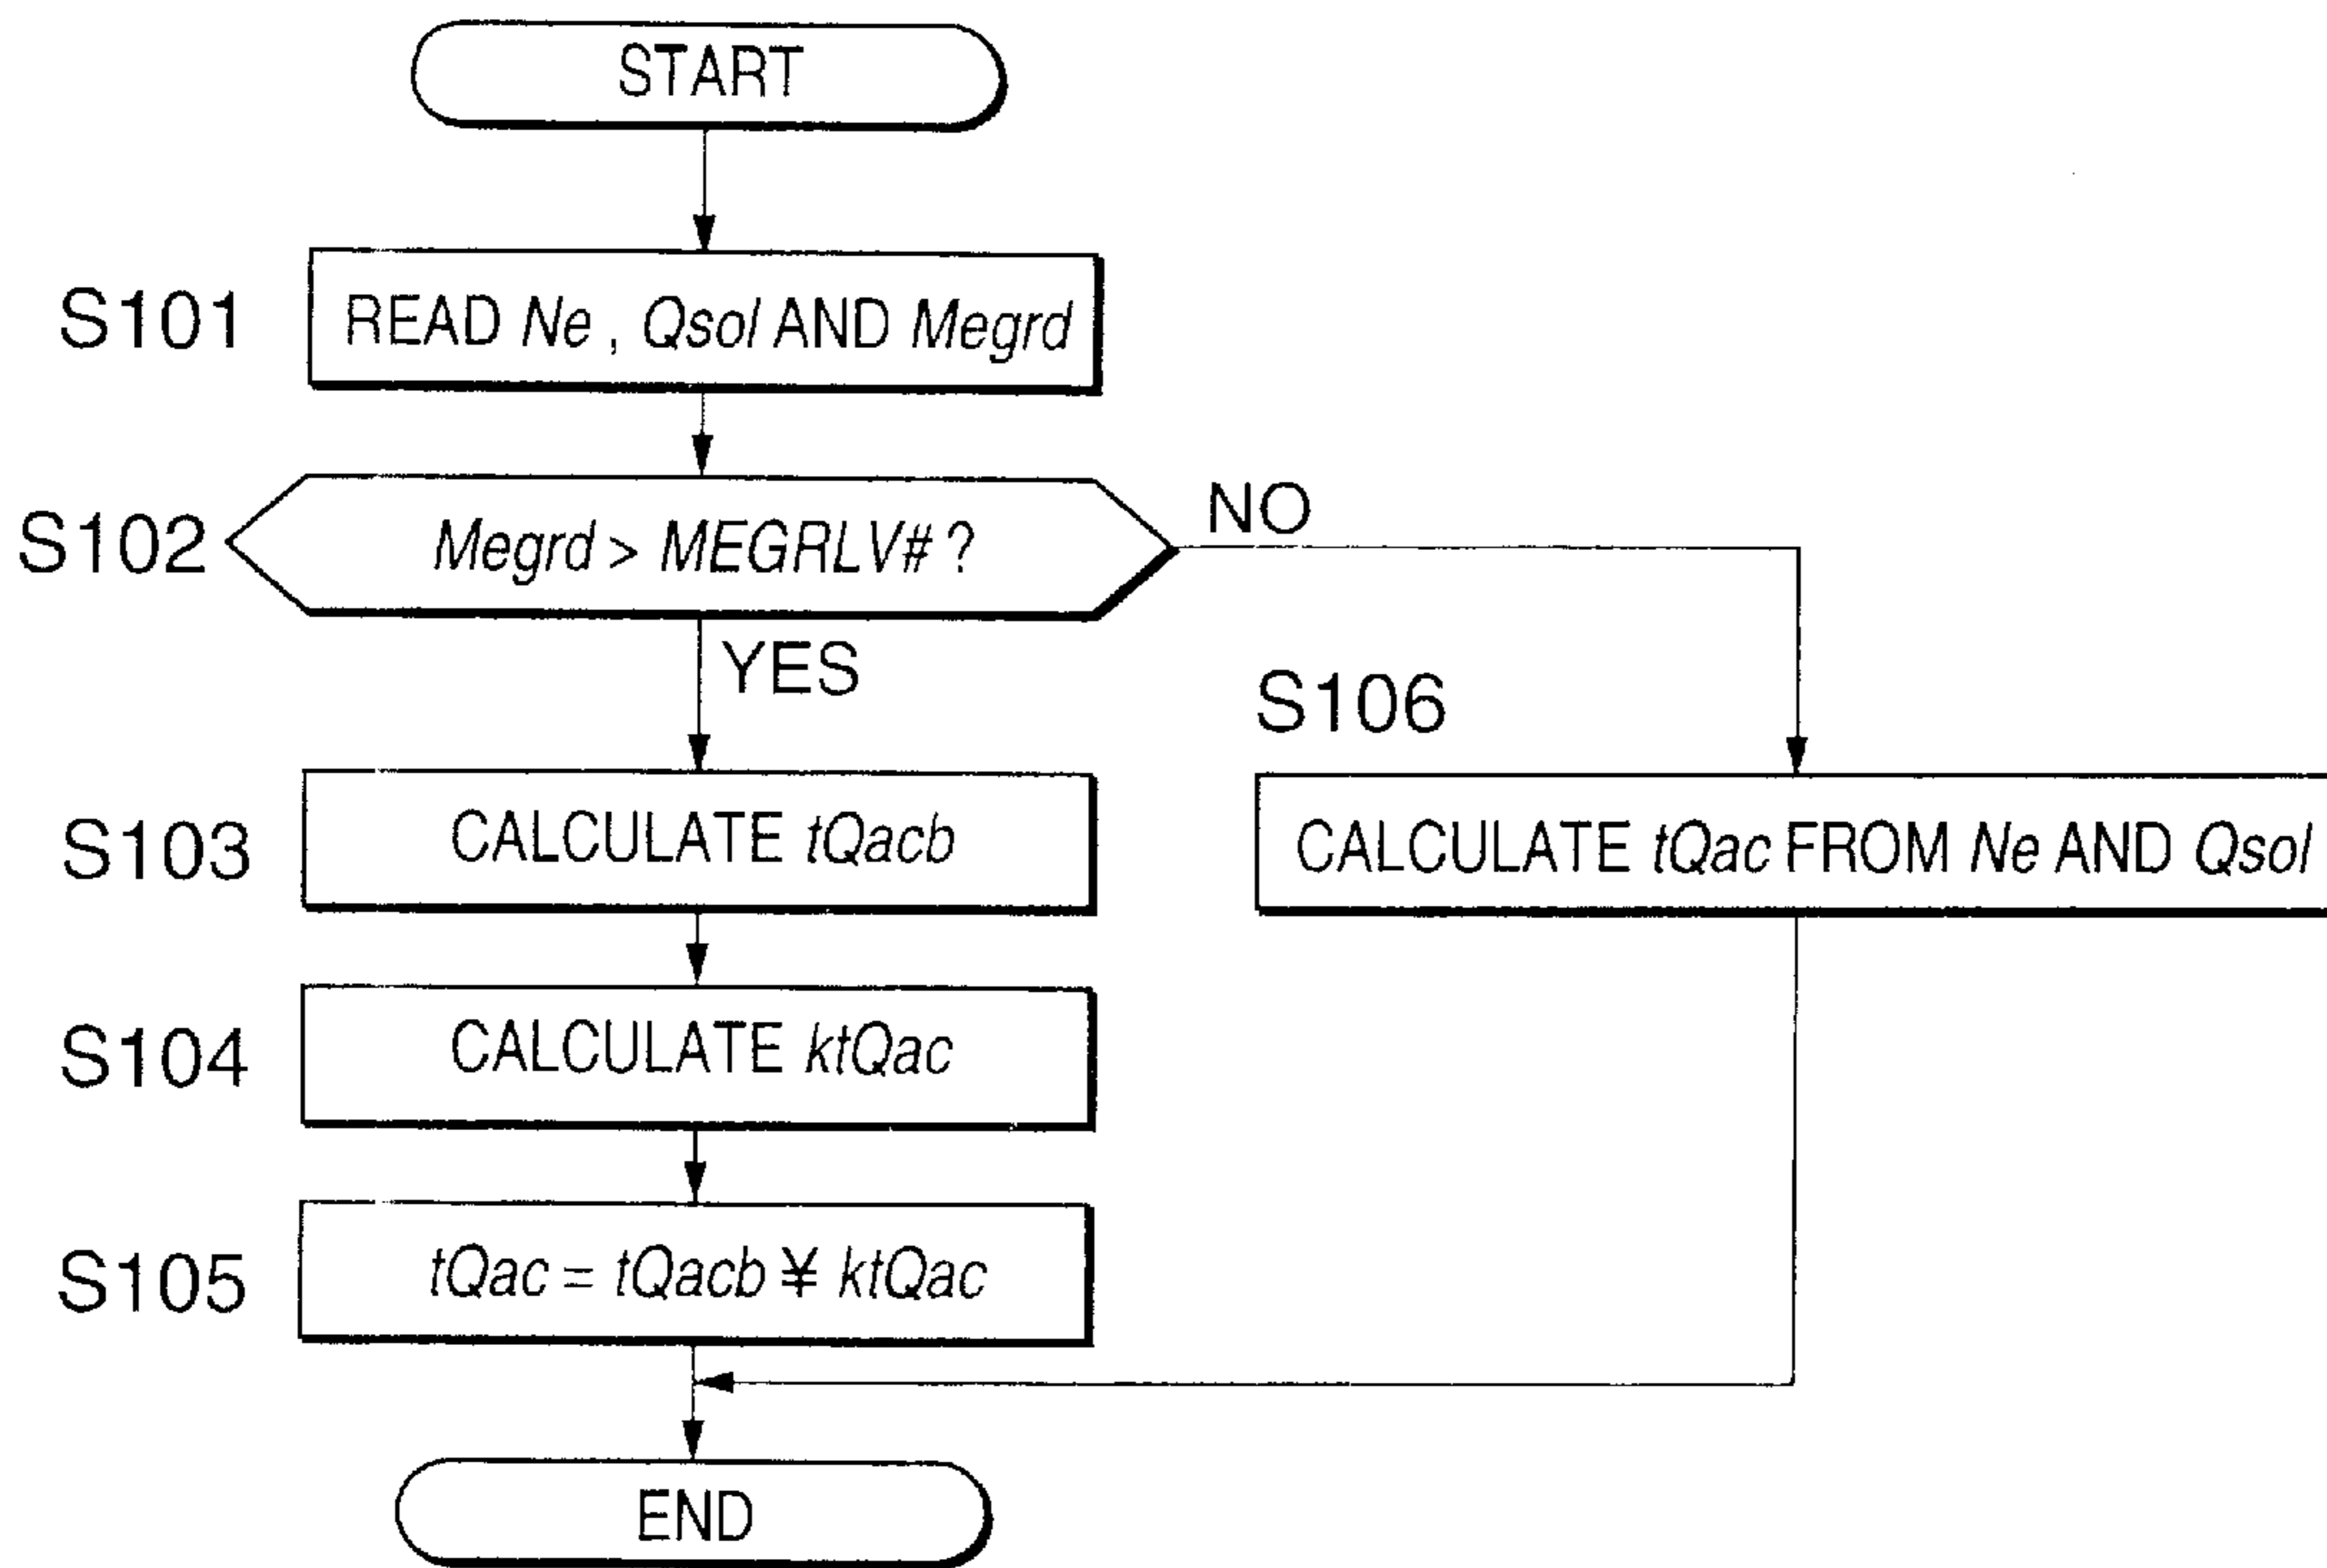 START
S101
READ Ne , Qsol AND Megrd
S102
Megrd > MEGRLV# ?
NO
YES
S106
S103
CALCULATE tQacb
CALCULATE tQac FROM Ne AND Qsol
S104
CALCULATE ktQac
S105
tQac = tQacb ¥ ktQac
END